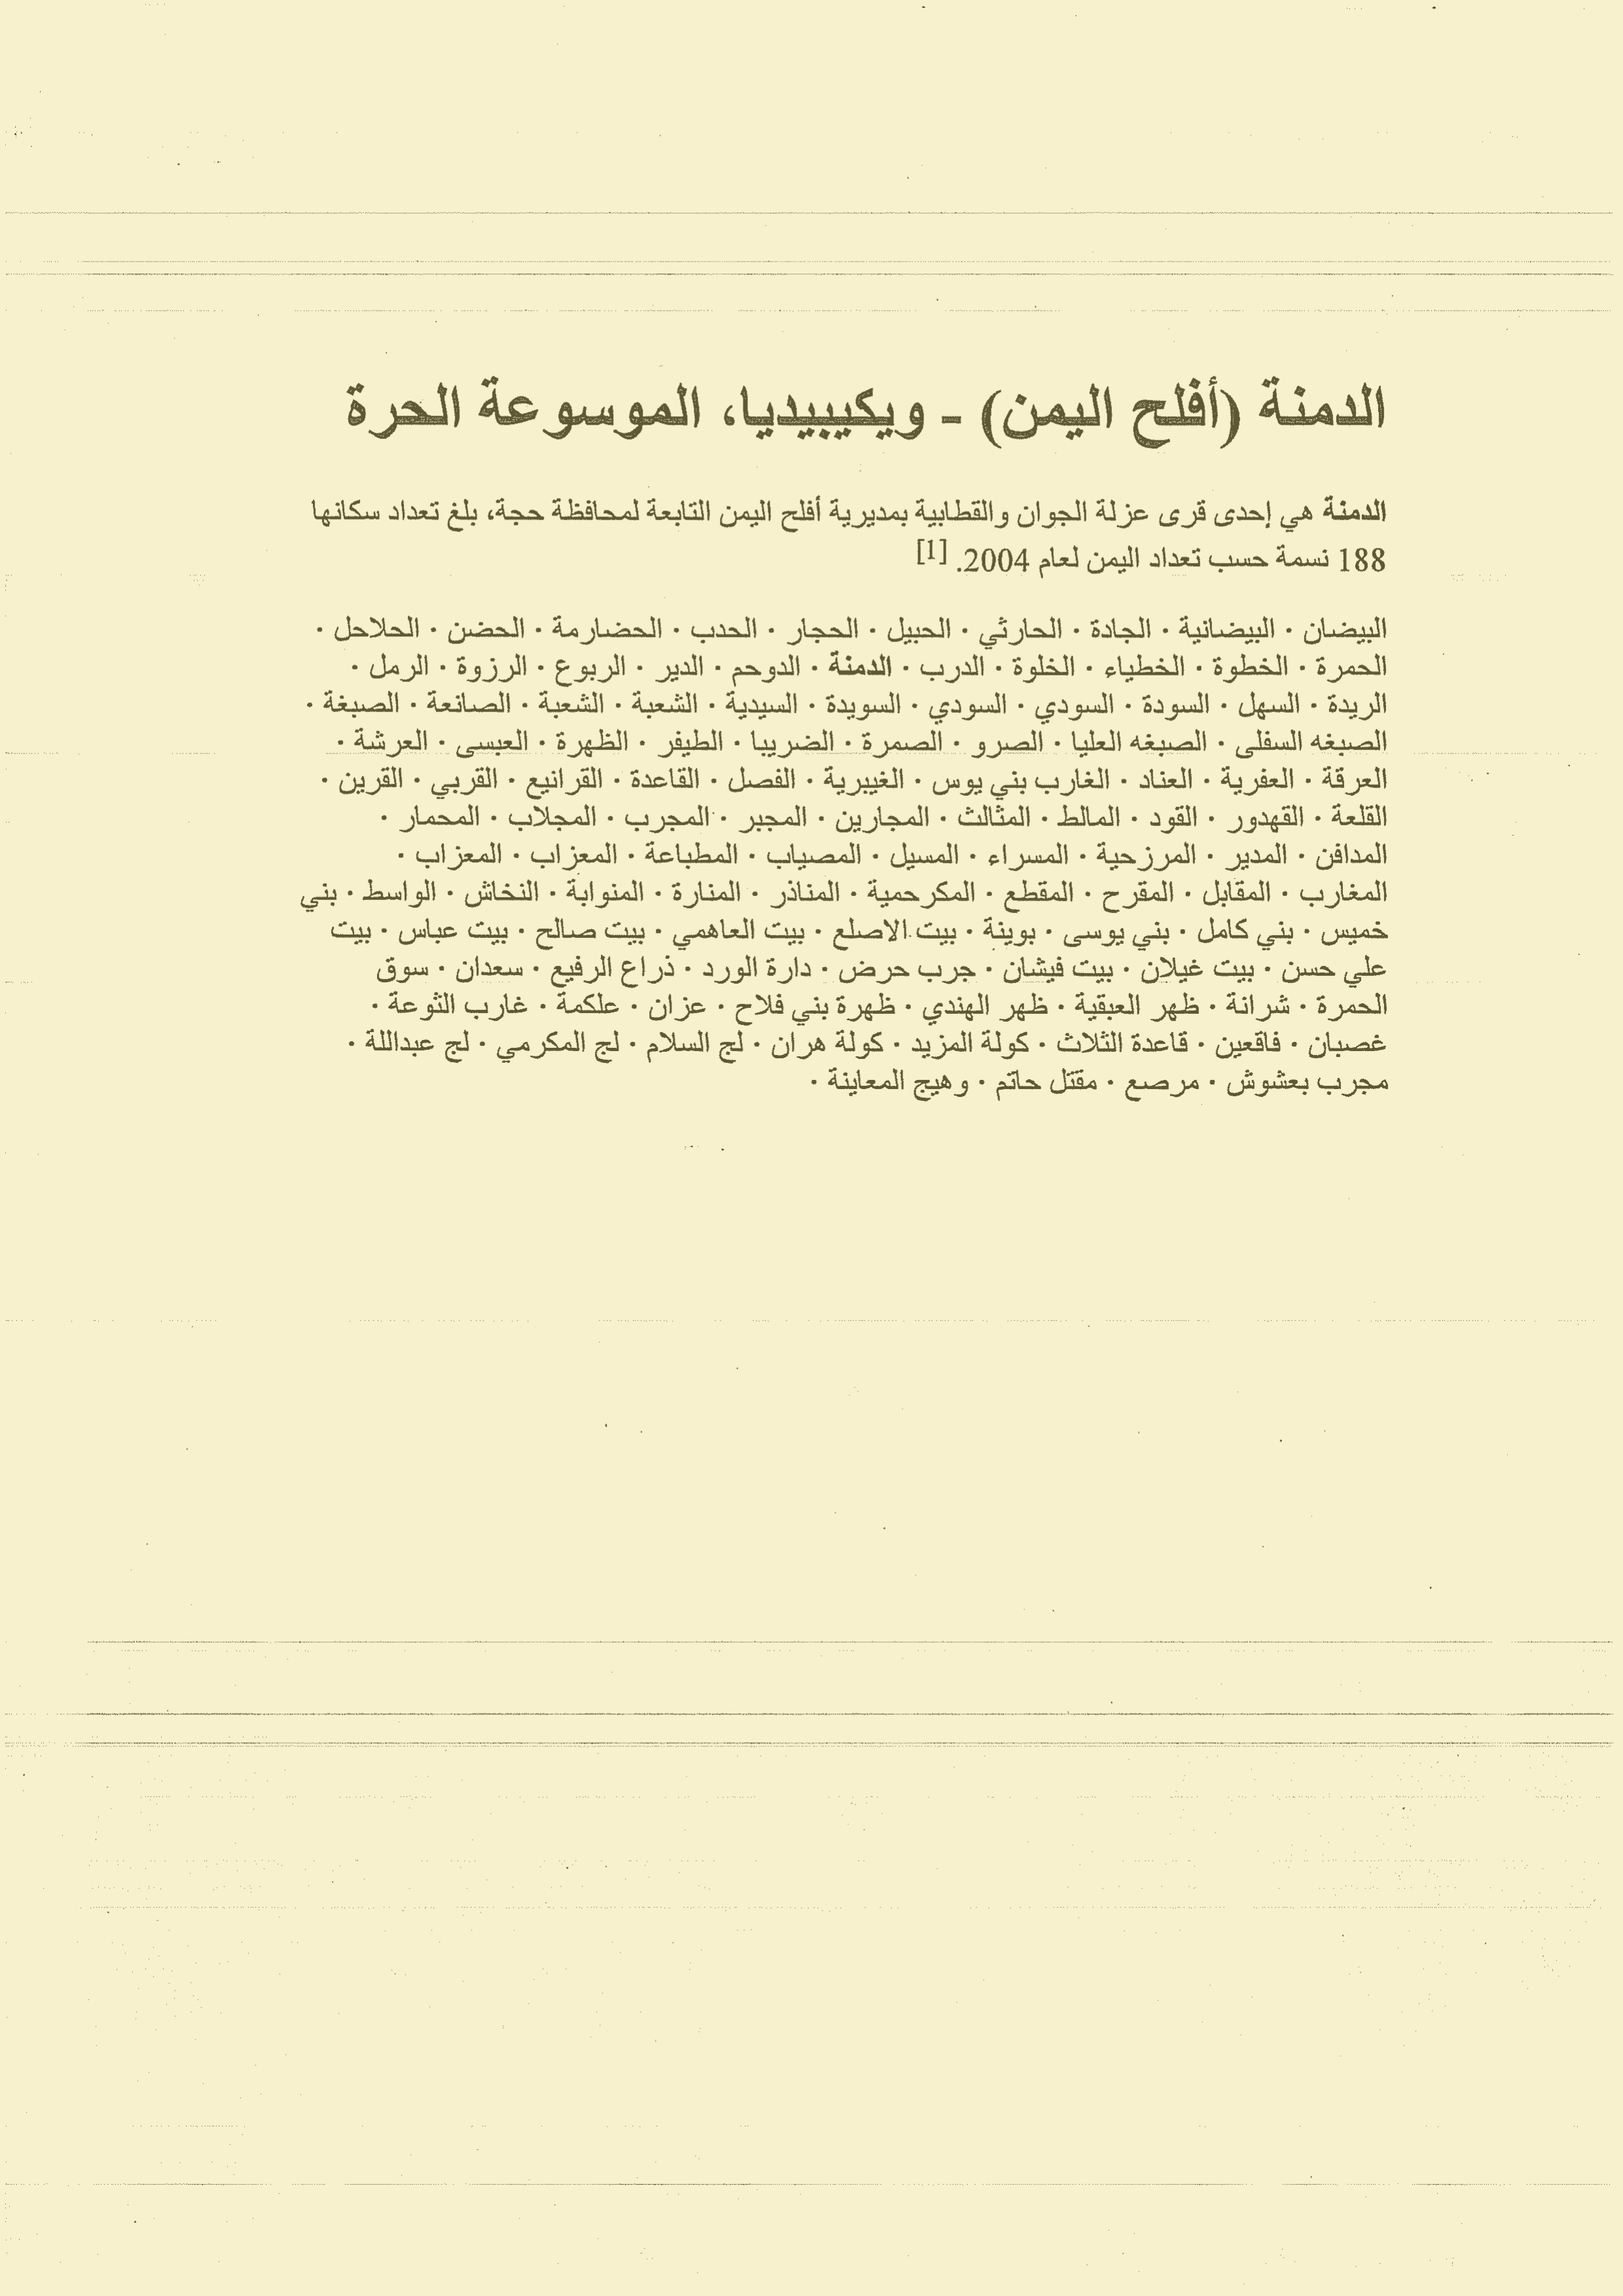 الدمنة (أفلح اليمن) - ويكيبيديا، الموسوعة الحرة
الدمنة هي إحدى قرى عزلة الجوان والقطابية بمديرية أفلح اليمن التابعة لمحافظة حجة، بلغ تعداد سكانها
188 نسمة حسب تعداد اليمن لعام 2004. [1]
البيضان · البيضانية · الجادة · الحارثي · الحبيل · الحجار · الحدب · الحضارمة · الحضن · الحلاحل ·
الحمرة · الخطوة · الخطياء · الخلوة · الدرب · الدمنة · الدوحم · الدير · الربوع · الرزوة · الرمل ·
الريدة · السهل · السودة · السودي · السودي · السويدة · السيدية · الشعبة · الشعبة · الصانعة · الصبغة ·
الصبغه السفلى · الصبغه العليا · الصرو · الصمرة · الضريبا · الطيفر · الظهرة · العبسى · العرشة ·
العرقة · العفرية · العناد · الغارب بني يوس · الغيبرية · الفصل · القاعدة · القرانيع · القربي · القرين ·
القلعة · القهدور · القود · المالط · المثالث · المجارين · المجبر · المجرب · المجلاب · المحمار ·
المدافن · المدير · المرزحية · المسراء · المسيل · المصياب · المطباعة · المعزاب · المعزاب ·
المغارب · المقابل · المقرح · المقطع · المكرحمية · المناذر · المنارة · المنوابة · النخاش · الواسط · بني
خميس · بني كامل · بني يوسى · بوينة · بيت الاصلع · بيت العاهمي · بيت صالح · بيت عباس · بيت
علي حسن · بيت غيلان · بيت فيشان · جرب حرض · دارة الورد · ذراع الرفيع · سعدان · سوق
الحمرة · شرانة · ظهر العبقية · ظهر الهندي · ظهرة بني فلاح · عزان · علكمة · غارب الثوعة ·
غصبان · فاقعين · قاعدة الثلاث · كولة المزيد · كولة هران · لج السلام · لج المكرمي · لج عبداللة ·
مجرب بعشوش · مرصع · مقتل حاتم · وهيج المعاينة ·